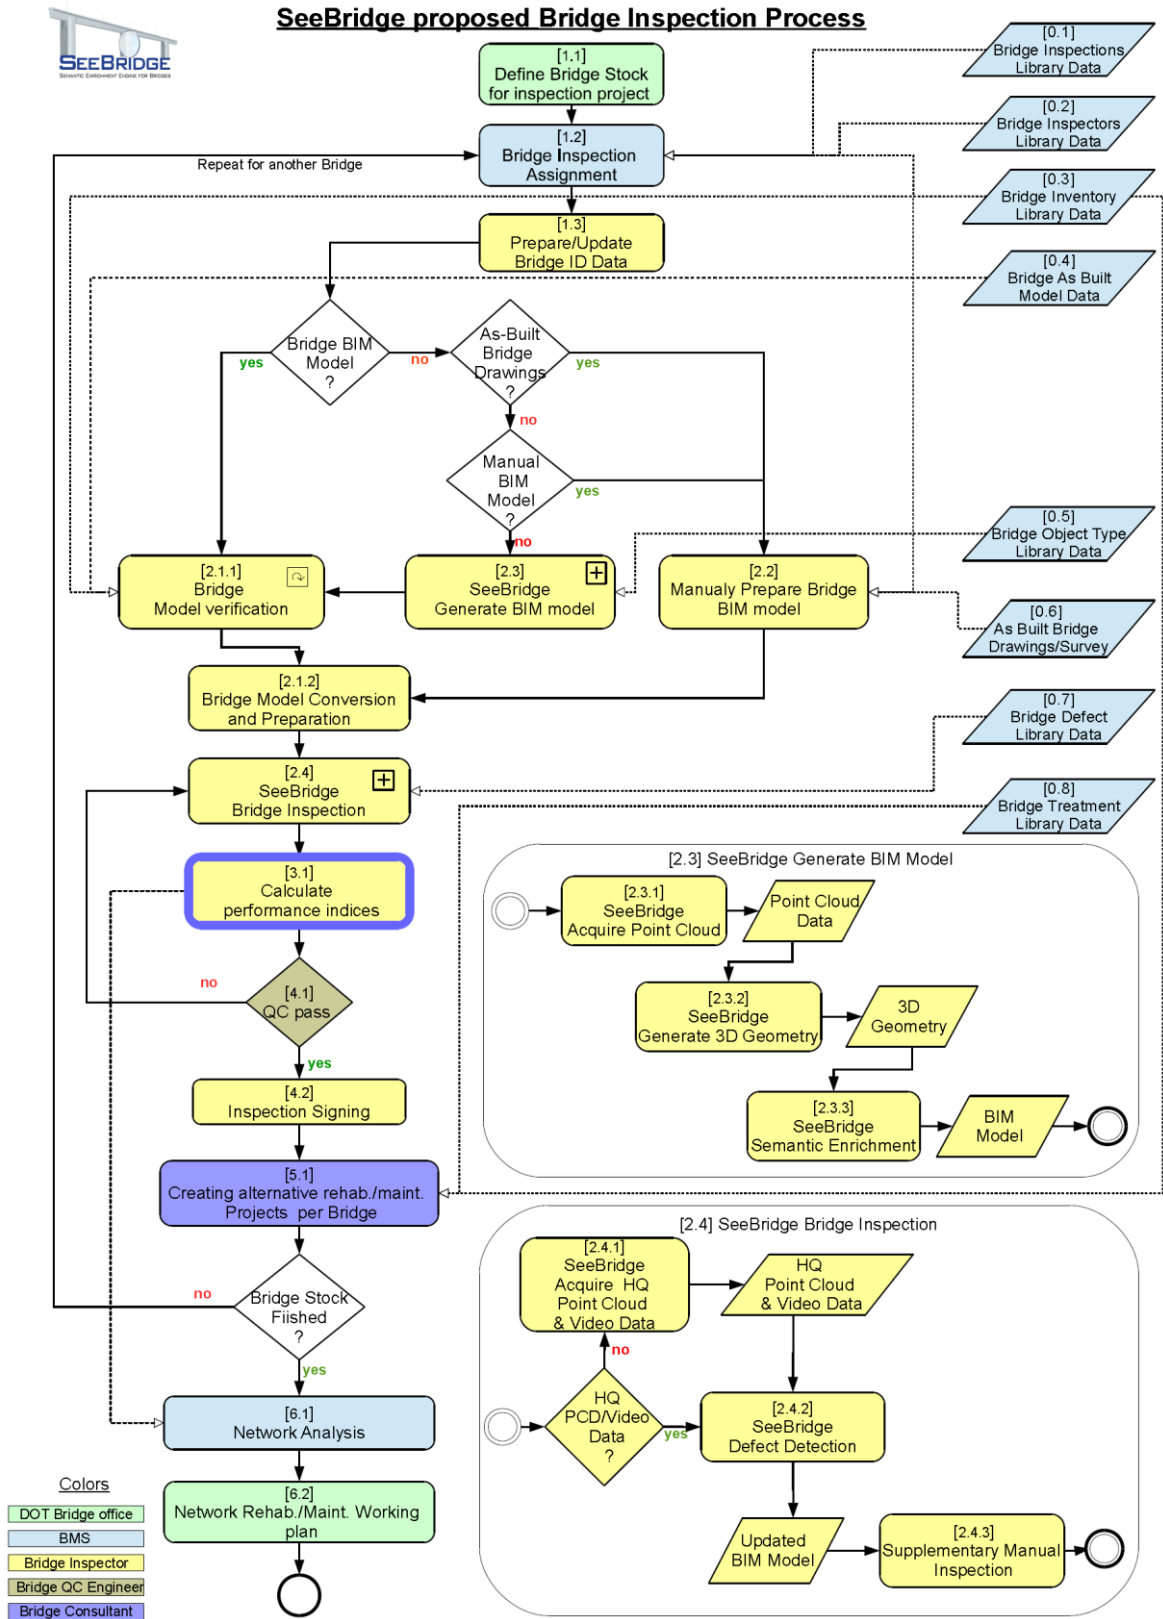 SeeBridge proposed Bridge Inspection Process
SEEBRIDGE
SEMANTIC ENRICHMENT ENGINE FOR BRIDGES
[1.1]
Define Bridge Stock
for inspection project
[0.1]
Bridge Inspections
Library Data
[1.2]
Bridge Inspection
Assignment
[0.2]
Bridge Inspectors
Library Data
Repeat for another Bridge
[0.3]
Bridge Inventory
Library Data
[1.3]
Prepare/Update
Bridge ID Data
[0.4]
Bridge As Built
Model Data
Bridge BIM
Model
?
yes
no
As-Built
Bridge
Drawings
?
yes
no
Manual
BIM
Model
?
yes
no
[0.5]
Bridge Object Type
Library Data
[2.1.1]
Bridge
Model verification
[2.3]
SeeBridge
Generate BIM model
[2.2]
Manualy Prepare Bridge
BIM model
[0.6]
As Built Bridge
Drawings/Survey
[2.1.2]
Bridge Model Conversion
and Preparation
[0.7]
Bridge Defect
Library Data
[2.4]
SeeBridge
Bridge Inspection
[0.8]
Bridge Treatment
Library Data
[3.1]
Calculate
performance indices
no
[4.1]
QC pass
yes
[4.2]
Inspection Signing
[5.1]
Creating alternative rehab./maint.
Projects per Bridge
no
Bridge Stock
Fiished
?
yes
[6.1]
Network Analysis
[6.2]
Network Rehab./Maint. Working
plan
[2.3] SeeBridge Generate BIM Model
[2.3.1]
SeeBridge
Acquire Point Cloud
Point Cloud
Data
[2.3.2]
SeeBridge
Generate 3D Geometry
3D
Geometry
[2.3.3]
SeeBridge
Semantic Enrichment
BIM
Model
[2.4] SeeBridge Bridge Inspection
[2.4.1]
SeeBridge
Acquire HQ
Point Cloud
& Video Data
HQ
Point Cloud
& Video Data
no
HQ
PCD/Video
Data
?
yes
[2.4.2]
SeeBridge
Defect Detection
Updated
BIM Model
[2.4.3]
Supplementary Manual
Inspection
Colors
DOT Bridge office
BMS
Bridge Inspector
Bridge QC Engineer
Bridge Consultant